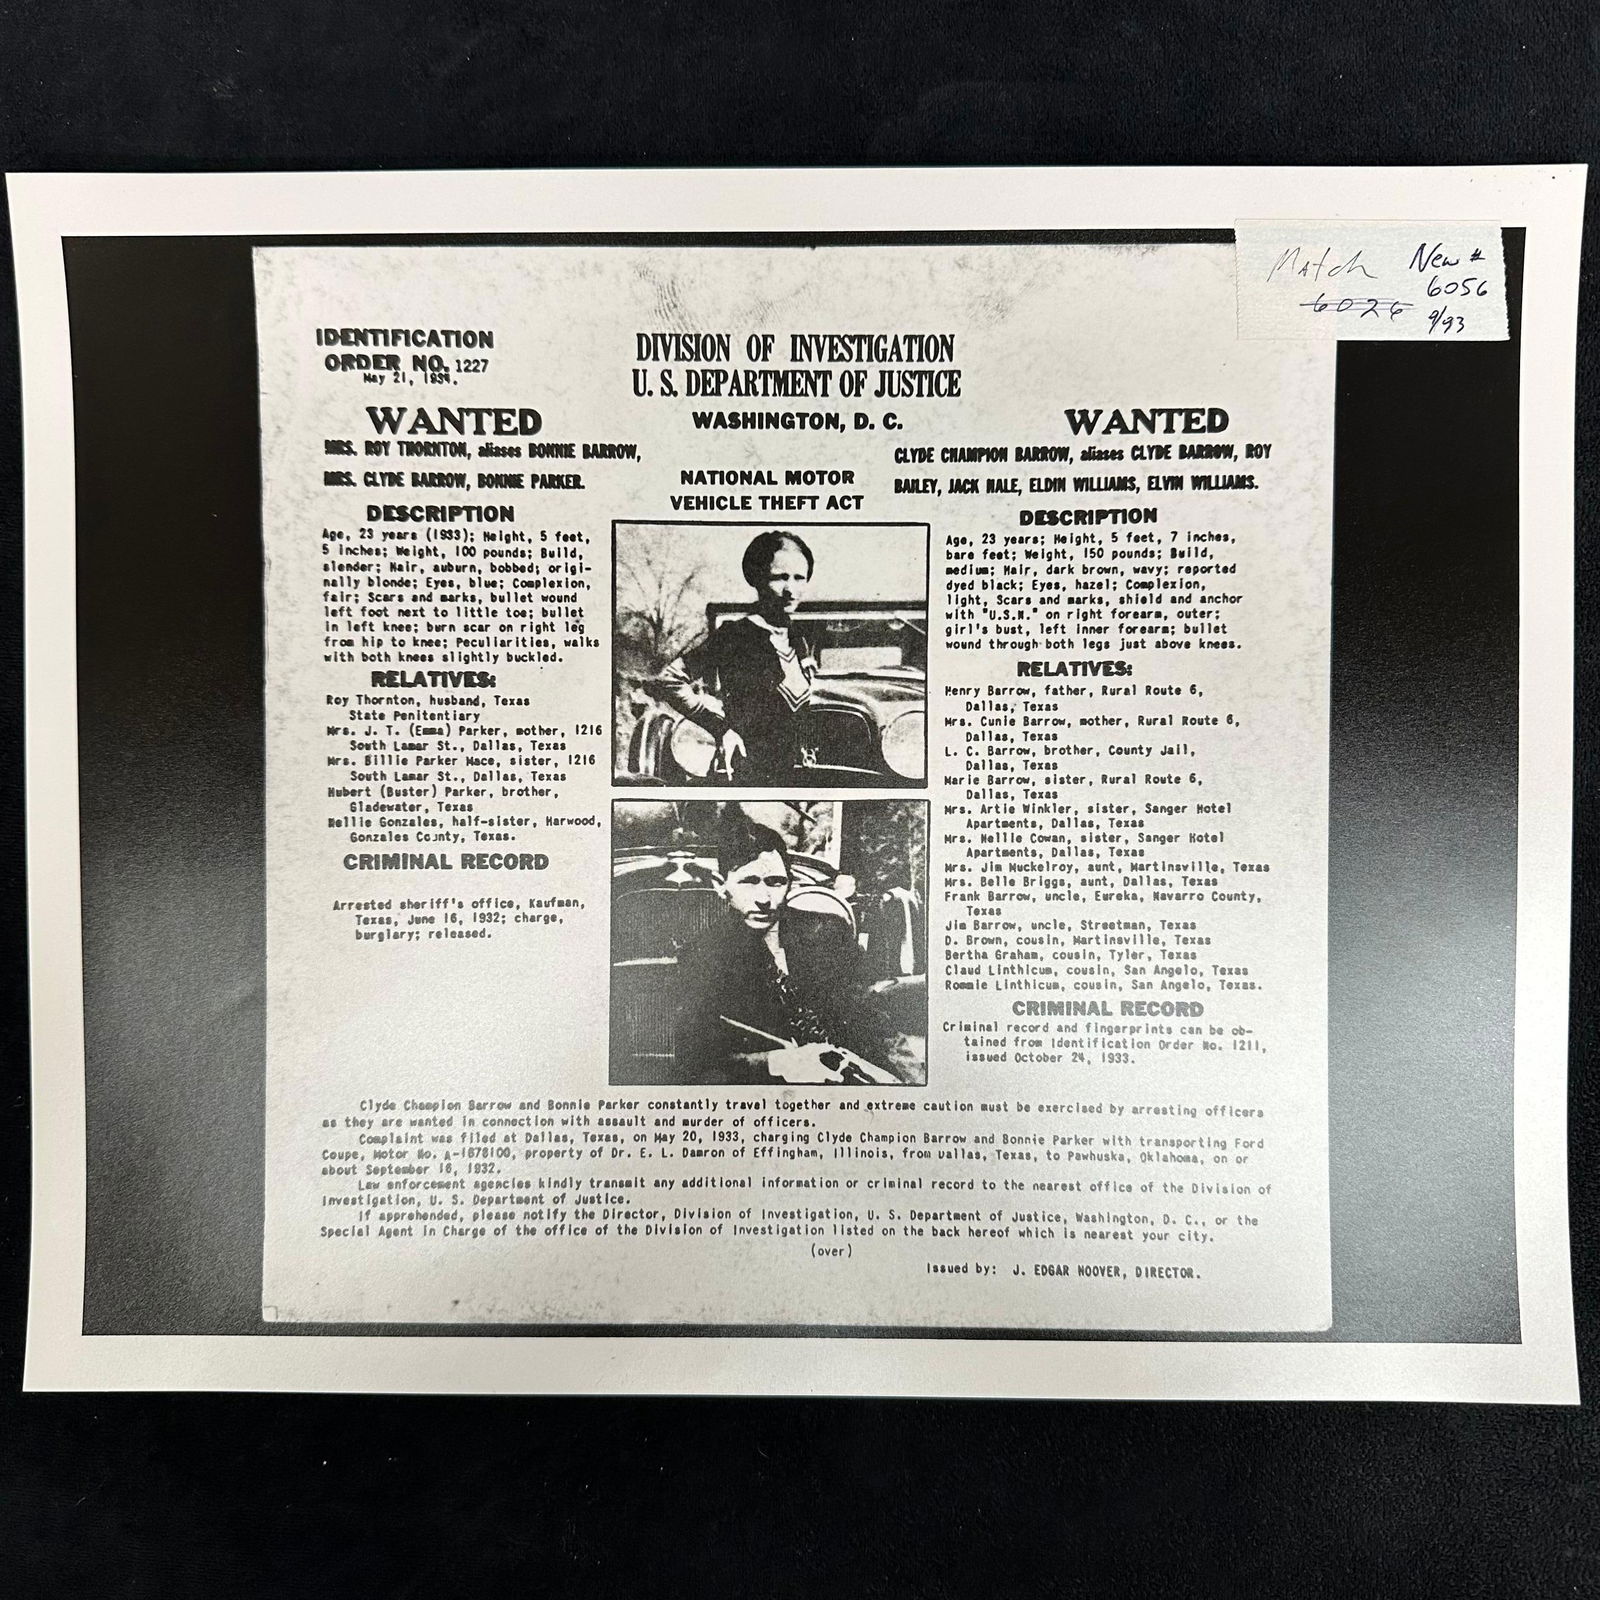 Match New #
6026 6056
9/93
IDENTIFICATION
ORDER NO. 1227
May 21, 1934.
DIVISION OF INVESTIGATION
U. S. DEPARTMENT OF JUSTICE
WASHINGTON, D. C.
NATIONAL MOTOR
VEHICLE THEFT ACT
WANTED
MRS. ROY THORNTON, aliases BONNIE BARROW,
MRS. CLYDE BARROW, BONNIE PARKER.
DESCRIPTION
Age, 23 years (1933); Height, 5 feet,
5 inches; Weight, 100 pounds; Build,
slender; Hair, auburn, bobbed; origi-
nally blonde; Eyes, blue; Complexion,
fair; Scars and marks, bullet wound
left foot next to little toe; bullet
in left knee; burn scar on right leg
from hip to knee; Peculiarities, walks
with both knees slightly buckled.
RELATIVES:
Roy Thornton, husband, Texas
State Penitentiary
Mrs. J. T. (Emma) Parker, mother, 1216
South Lamar St., Dallas, Texas
Mrs. Billie Parker Mace, sister, 1216
South Lamar St., Dallas, Texas
Hubert (Buster) Parker, brother,
Gladewater, Texas
Nellie Gonzales, half-sister, Harwood,
Gonzales County, Texas.
CRIMINAL RECORD
Arrested sheriff's office, Kaufman,
Texas, June 16, 1932; charge,
burglary; released.
WANTED
CLYDE CHAMPION BARROW, aliases CLYDE BARROW, ROY
BAILEY, JACK HALE, ELDIN WILLIAMS, ELVIN WILLIAMS.
DESCRIPTION
Age, 23 years; Height, 5 feet, 7 inches,
bare feet; Weight, 150 pounds; Build,
medium; Hair, dark brown, wavy; reported
dyed black; Eyes, hazel; Complexion,
light, Scars and marks, shield and anchor
with "U.S.N." on right forearm, outer;
girl's bust, left inner forearm; bullet
wound through both legs just above knees.
RELATIVES:
Henry Barrow, father, Rural Route 6,
Dallas, Texas
Mrs. Cunie Barrow, mother, Rural Route 6,
Dallas, Texas
L. C. Barrow, brother, County Jail,
Dallas, Texas
Marie Barrow, sister, Rural Route 6,
Dallas, Texas
Mrs. Artie Winkler, sister, Sanger Hotel
Apartments, Dallas, Texas
Mrs. Nellie Cowan, sister, Sanger Hotel
Apartments, Dallas, Texas
Mrs. Jim Muckelroy, aunt, Martinsville, Texas
Mrs. Belle Briggs, aunt, Dallas, Texas
Frank Barrow, uncle, Eureka, Navarro County,
Texas
Jim Barrow, uncle, Streetman, Texas
D. Brown, cousin, Martinsville, Texas
Bertha Graham, cousin, Tyler, Texas
Claud Linthicum, cousin, San Angelo, Texas
Rommie Linthicum, cousin, San Angelo, Texas.
CRIMINAL RECORD
Criminal record and fingerprints can be ob-
tained from Identification Order No. 1211,
issued October 24, 1933.
Clyde Champion Barrow and Bonnie Parker constantly travel together and extreme caution must be exercised by arresting officers
as they are wanted in connection with assault and murder of officers.
Complaint was filed at Dallas, Texas, on May 20, 1933, charging Clyde Champion Barrow and Bonnie Parker with transporting Ford
Coupe, Motor No. A-1878100, property of Dr. E. L. Damron of Effingham, Illinois, from Dallas, Texas, to Pawhuska, Oklahoma, on or
about September 16, 1932.
Law enforcement agencies kindly transmit any additional information or criminal record to the nearest office of the Division of
Investigation, U. S. Department of Justice.
If apprehended, please notify the Director, Division of Investigation, U. S. Department of Justice, Washington, D. C., or the
Special Agent in Charge of the office of the Division of Investigation listed on the back hereof which is nearest your city.
(over)
Issued by: J. EDGAR HOOVER, DIRECTOR.